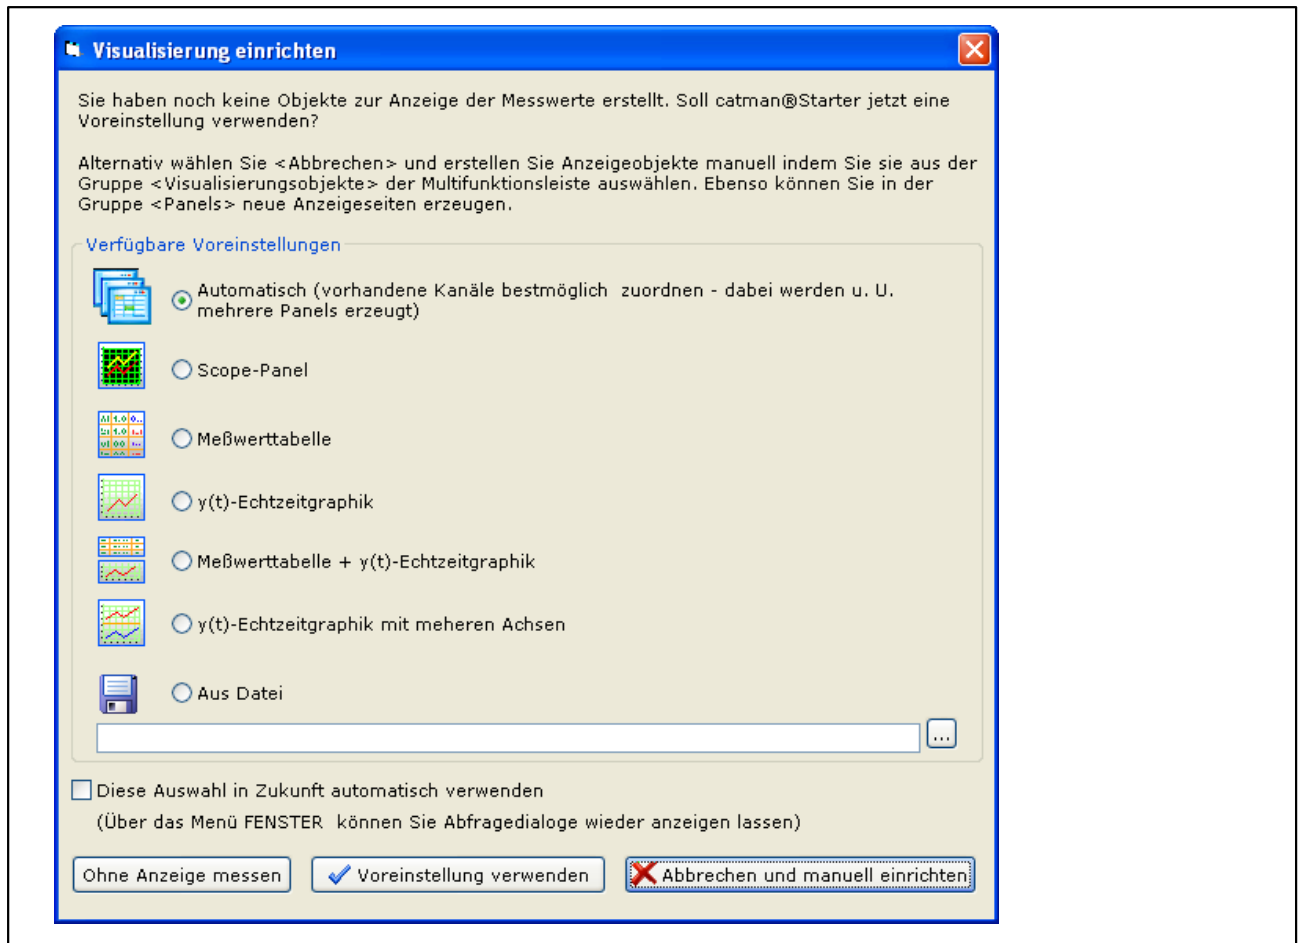 Visualisierung einrichten
Sie haben noch keine Objekte zur Anzeige der Messwerte erstellt. Soll catman®Starter jetzt eine
Voreinstellung verwenden?
Alternativ wählen Sie <Abbrechen> und erstellen Sie Anzeigeobjekte manuell indem Sie sie aus der
Gruppe <Visualisierungsobjekte> der Multifunktionsleiste auswählen. Ebenso können Sie in der
Gruppe <Panels> neue Anzeigeseiten erzeugen.
Verfügbare Voreinstellungen
Automatisch (vorhandene Kanäle bestmöglich zuordnen - dabei werden u. U.
mehrere Panels erzeugt)
Scope-Panel
Meßwerttabelle
y(t)-Echtzeitgraphik
Meßwerttabelle + y(t)-Echtzeitgraphik
y(t)-Echtzeitgraphik mit meheren Achsen
Aus Datei
...
Diese Auswahl in Zukunft automatisch verwenden
(Über das Menü FENSTER können Sie Abfragedialoge wieder anzeigen lassen)
Ohne Anzeige messen
Voreinstellung verwenden
Abbrechen und manuell einrichten